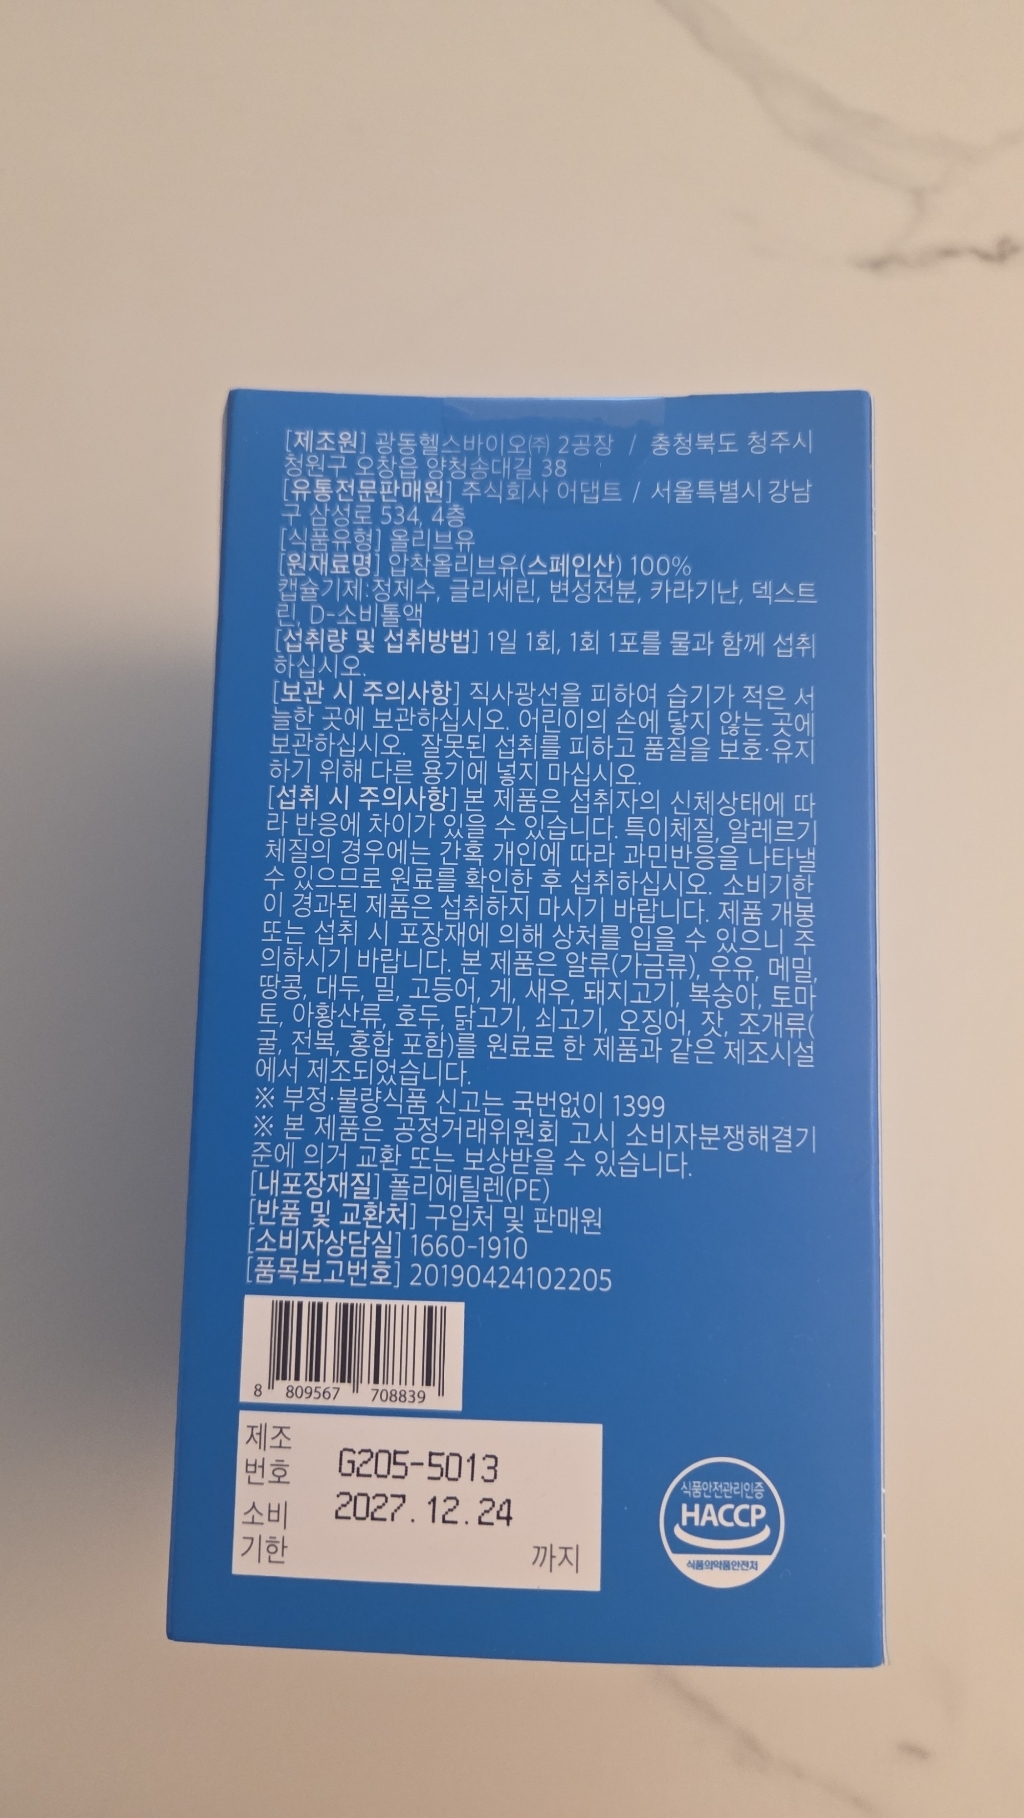 [제조원] 광동헬스바이오㈜ 2공장 / 충청북도 청주시
청원구 오창읍 양청송대길 38
[유통전문판매원] 주식회사 어댑트 / 서울특별시 강남
구 삼성로 534, 4층
[식품유형] 올리브유
[원재료명] 압착올리브유(스페인산) 100%
캡슐기제:정제수, 글리세린, 변성전분, 카라기난, 덱스트
린, D-소비톨액
[섭취량 및 섭취방법] 1일 1회, 1회 1포를 물과 함께 섭취
하십시오.
[보관 시 주의사항] 직사광선을 피하여 습기가 적은 서
늘한 곳에 보관하십시오. 어린이의 손에 닿지 않는 곳에
보관하십시오. 잘못된 섭취를 피하고 품질을 보호·유지
하기 위해 다른 용기에 넣지 마십시오.
[섭취 시 주의사항] 본 제품은 섭취자의 신체상태에 따
라 반응에 차이가 있을 수 있습니다. 특이체질, 알레르기
체질의 경우에는 간혹 개인에 따라 과민반응을 나타낼
수 있으므로 원료를 확인한 후 섭취하십시오. 소비기한
이 경과된 제품은 섭취하지 마시기 바랍니다. 제품 개봉
또는 섭취 시 포장재에 의해 상처를 입을 수 있으니 주
의하시기 바랍니다. 본 제품은 알류(가금류), 우유, 메밀,
땅콩, 대두, 밀, 고등어, 게, 새우, 돼지고기, 복숭아, 토마
토, 아황산류, 호두, 닭고기, 쇠고기, 오징어, 잣, 조개류(
굴, 전복, 홍합 포함)를 원료로 한 제품과 같은 제조시설
에서 제조되었습니다.
※ 부정·불량식품 신고는 국번없이 1399
※ 본 제품은 공정거래위원회 고시 소비자분쟁해결기
준에 의거 교환 또는 보상받을 수 있습니다.
[내포장재질] 폴리에틸렌(PE)
[반품 및 교환처] 구입처 및 판매원
[소비자상담실] 1660-1910
[품목보고번호] 20190424102205
8 809567 708839
제조
번호 G205-5013
소비 2027.12.24
기한 까지
식품안전관리인증
HACCP
식품의약품안전처